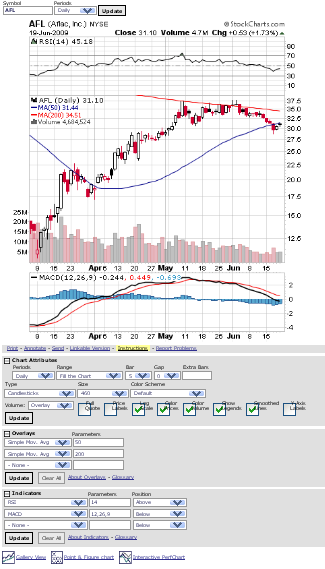 Symbol Periods
AFL Daily Update
AFL (Aflac, Inc.) NYSE ©StockCharts.com
19-Jun-2009 Close 31.10 Volume 4.7M Chg +0.53 (+1.73%)
RSI(14) 45.18
90
70
50
30
10
AFL (Daily) 31.10
MA(50) 31.44
MA(200) 34.51
Volume 4,684,524
37.5
35.0
32.5
30.0
27.5
25.0
22.5
20.0
17.5
15.0
12.5
25M
20M
15M
10M
5M
9 16 23 Apr 6 13 20 27 May 11 18 26 Jun 8 15
MACD(12,26,9) -0.244, 0.449, -0.693
2
0
-2
-4
9 16 23 Apr 6 13 20 27 May 11 18 26 Jun 8 15
Print - Annotate - Send - Linkable Version - Instructions - Report Problems
Chart Attributes
Periods Range Bar Gap Extra Bars
Daily Fill the Chart 5 0
Type Size Color Scheme
Candlesticks 460 Default
Volume: Overlay Full Quote Price Labels Log Scale Color Prices Color Volume Show Legends Smoothed Lines Y-Axis Labels
Update
Overlays Parameters
Simple Mov. Avg 50
Simple Mov. Avg 200
- None -
Update Clear All About Overlays - Glossary
Indicators Parameters Position
RSI 14 Above
MACD 12,26,9 Below
- None - Below
Update Clear All About Indicators - Glossary
Gallery View Point & Figure chart Interactive PerfChart